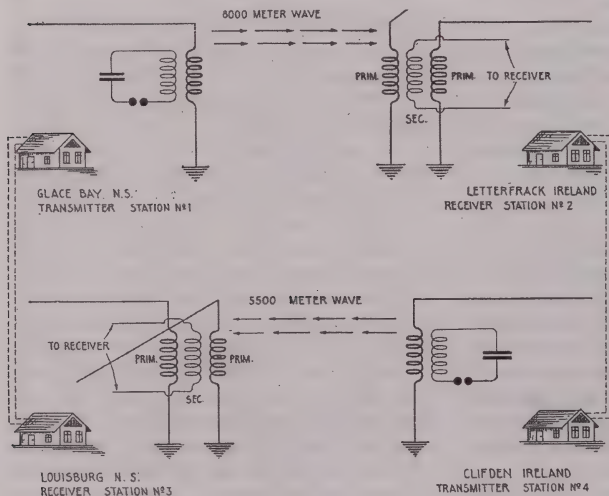 8000 METER WAVE
PRIM.
PRIM.
TO RECEIVER
SEC.
GLACE BAY, N.S.
TRANSMITTER STATION Nº1
LETTERFRACK IRELAND
RECEIVER STATION Nº2
5500 METER WAVE
TO RECEIVER
PRIM.
PRIM.
SEC.
LOUISBURG N.S.
RECEIVER STATION Nº3
CLIFDEN IRELAND
TRANSMITTER STATION Nº4